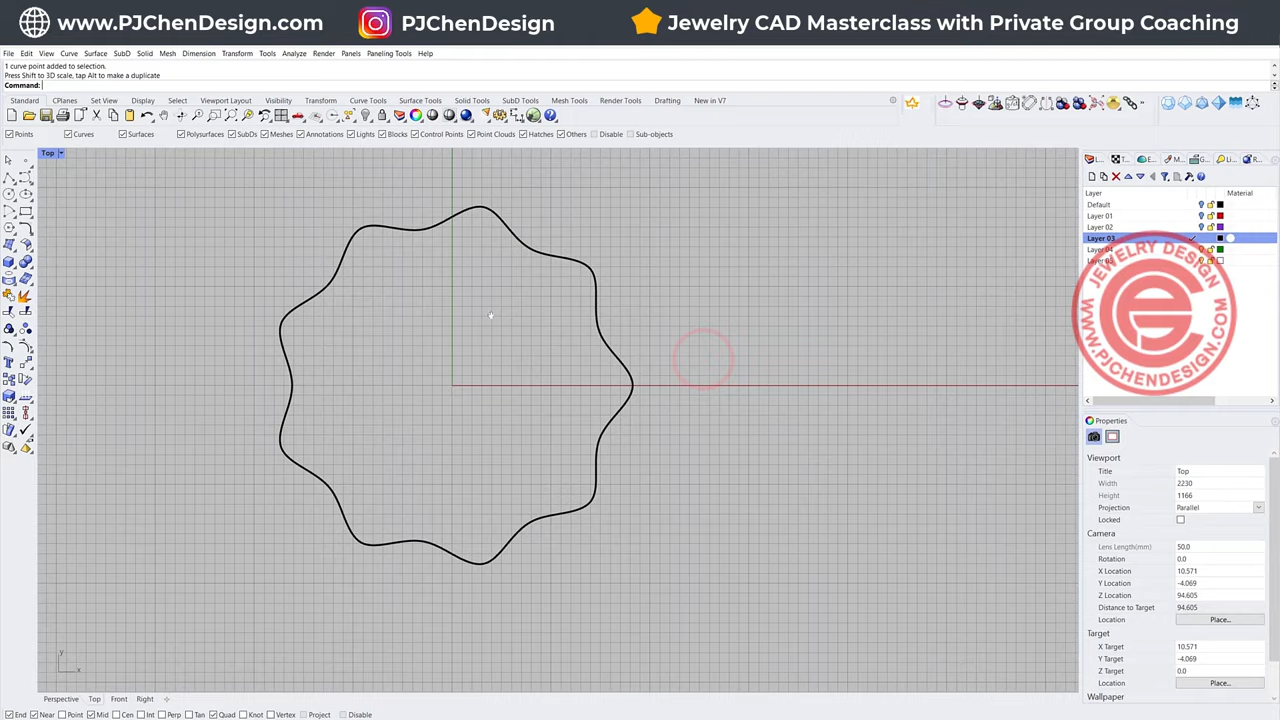 www.PJChenDesign.com PJChenDesign Jewelry CAD Masterclass with Private Group Coaching
File Edit View Curve Surface SubD Solid Mesh Dimension Transform Tools Analyze Render Panels Paneling Tools Help
1 curve point added to selection.
Press Shift to 3D scale, tap Alt to make a duplicate
Command:
Standard CPlanes Set View Display Select Viewport Layout Visibility Transform Curve Tools Surface Tools Solid Tools SubD Tools Mesh Tools Render Tools Drafting New in V7
Points Curves Surfaces Polysurfaces SubDs Meshes Annotations Lights Blocks Control Points Point Clouds Hatches Others Disable Sub-objects
Top
L... T... E... M... G... Li... R...
Layer Material
Default
Layer 01
Layer 02
Layer 03
Layer 04
JEWELRY DESIGN
WWW.PJCHENDESIGN.COM
Properties
Viewport
Title Top
Width 2230
Height 1166
Projection Parallel
Locked
Camera
Lens Length(mm) 50.0
Rotation 0.0
X Location 10.571
Y Location -4.069
Z Location 94.605
Distance to Target 94.605
Location Place...
Target
X Target 10.571
Y Target -4.069
Z Target 0.0
Location Place...
Wallpaper
y
x
Perspective Top Front Right
End Near Point Mid Cen Int Perp Tan Quad Knot Vertex Project Disable